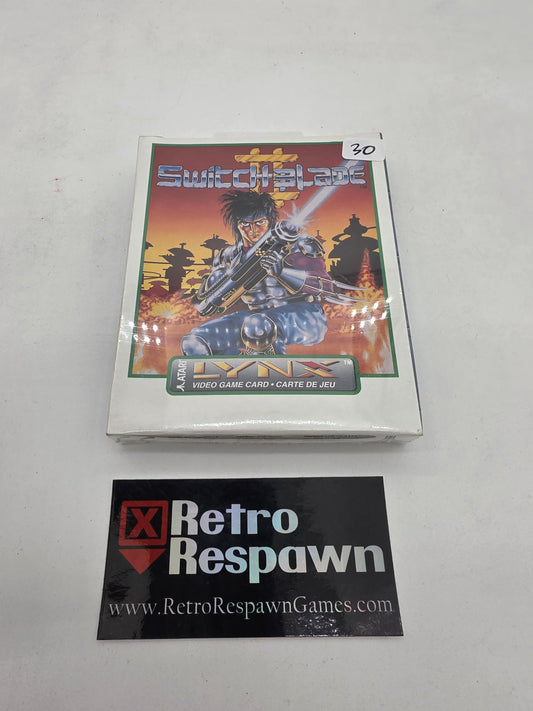 30
II
SWITCHBLADE
ATARI
LYNX
VIDEO GAME CARD • CARTE DE JEU
X Retro
Respawn
www.RetroRespawnGames.com